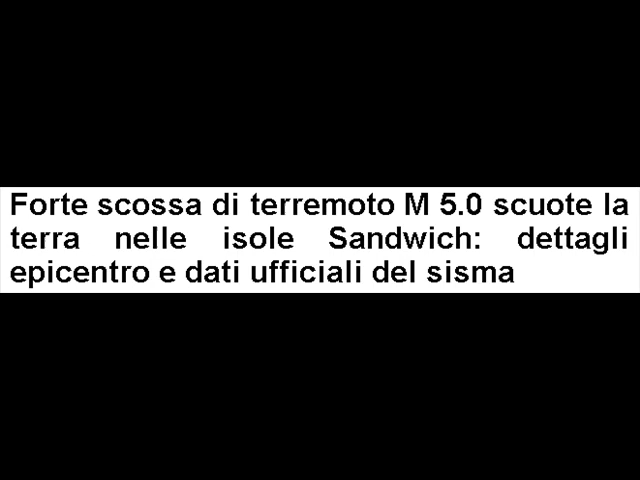 Forte scossa di terremoto M 5.0 scuote la
terra nelle isole Sandwich: dettagli
epicentro e dati ufficiali del sisma